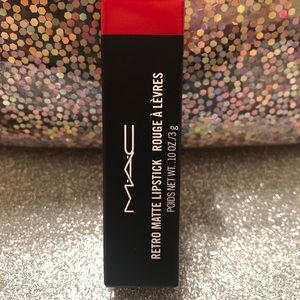 MAC
RETRO MATTE LIPSTICK ROUGE À LÈVRES
POIDS NET WT. .10 OZ/3 g